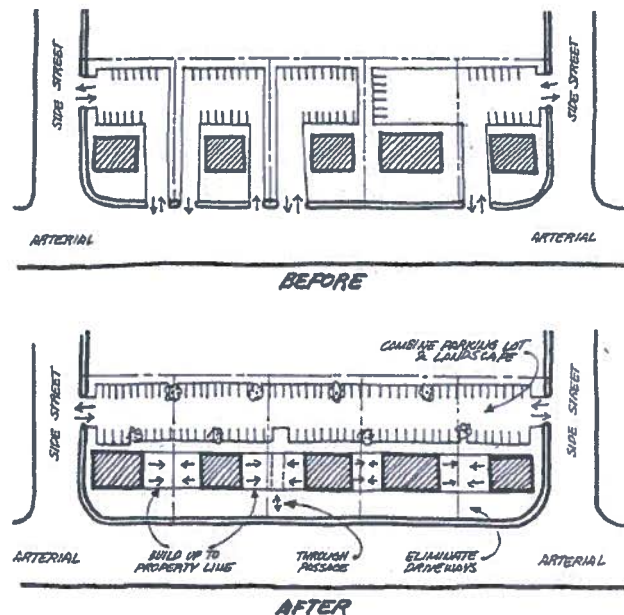 SIDE STREET
SIDE STREET
ARTERIAL
ARTERIAL
BEFORE
COMBINE PARKING LOT
& LANDSCAPE
SIDE STREET
SIDE STREET
ARTERIAL
BUILD UP TO
PROPERTY LINE
THROUGH
PASSAGE
ELIMINATE
DRIVEWAYS
ARTERIAL
AFTER